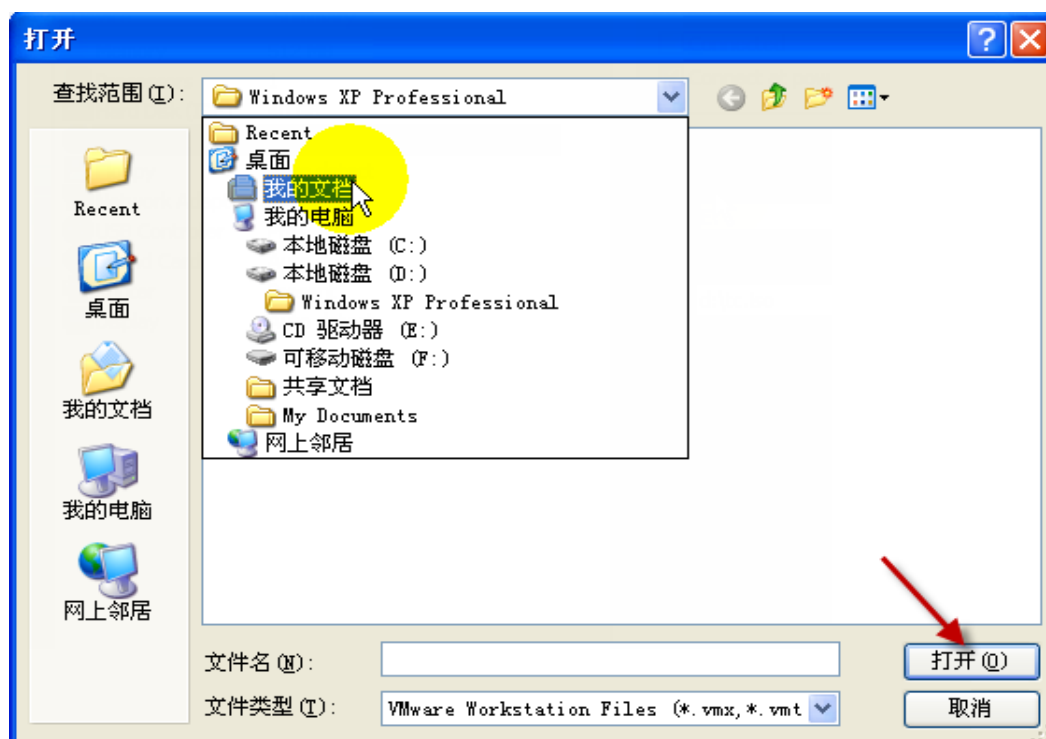 打开
查找范围(I):
Windows XP Professional
Recent
桌面
我的文档
我的电脑
本地磁盘 (C:)
本地磁盘 (D:)
Windows XP Professional
CD 驱动器 (E:)
可移动磁盘 (F:)
共享文档
My Documents
网上邻居
Recent
桌面
我的文档
我的电脑
网上邻居
文件名(N):
打开(O)
文件类型(T):
VMware Workstation Files (*.vmx,*.vmt
取消